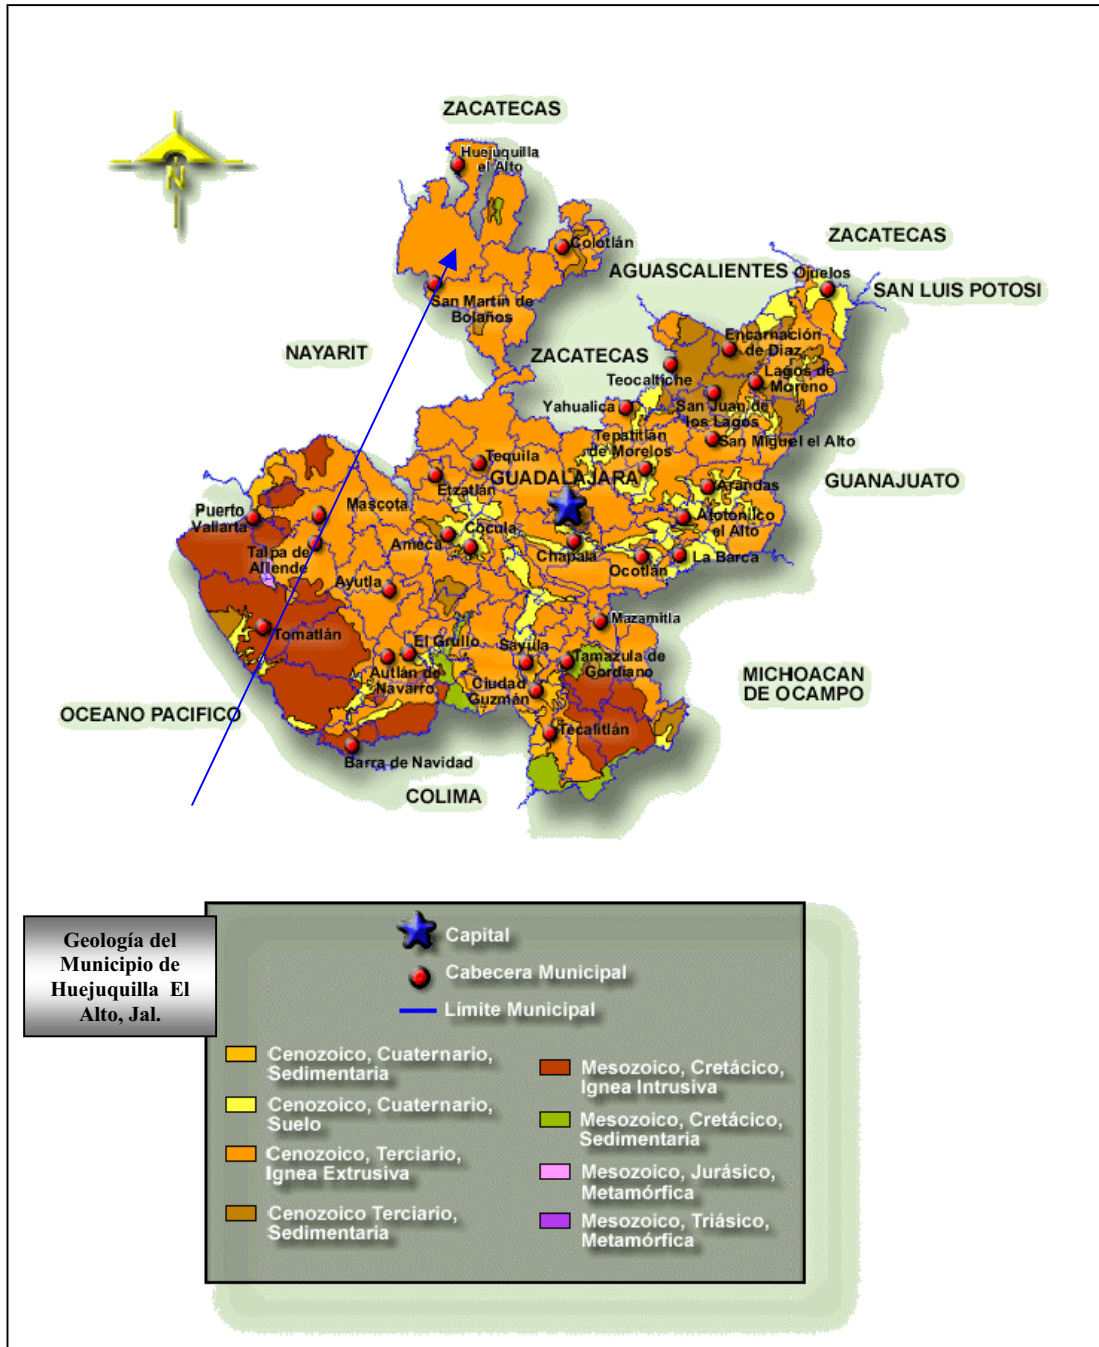 ZACATECAS
N
Huejuquilla
el Alto
Colotlán
ZACATECAS
AGUASCALIENTES
Ojuelos
SAN LUIS POTOSI
San Martín de
Bolaños
NAYARIT
ZACATECAS
Encarnación
de Diaz
Teocaltiche
Lagos de
Moreno
Yahualica
San Juan de
los Lagos
Tepatitlán
de Morelos
San Miguel el Alto
Tequila
GUADALAJARA
Etzatlán
Arandas
GUANAJUATO
Puerto
Vallarta
Mascota
Cocula
Atotonilco
el Alto
Talpa de
Allende
Ameca
Chapala
Ocotlán
La Barca
Ayutla
Mazamitla
Tomatlán
El Grullo
Sayula
Tamazula de
Gordiano
Autlán de
Navarro
Ciudad
Guzmán
MICHOACAN
DE OCAMPO
OCEANO PACIFICO
Tecalitlán
Barra de Navidad
COLIMA
Geología del
Municipio de
Huejuquilla El
Alto, Jal.
Capital
Cabecera Municipal
Límite Municipal
Cenozoico, Cuaternario,
Sedimentaria
Cenozoico, Cuaternario,
Suelo
Cenozoico, Terciario,
Ignea Extrusiva
Cenozoico Terciario,
Sedimentaria
Mesozoico, Cretácico,
Ignea Intrusiva
Mesozoico, Cretácico,
Sedimentaria
Mesozoico, Jurásico,
Metamórfica
Mesozoico, Triásico,
Metamórfica